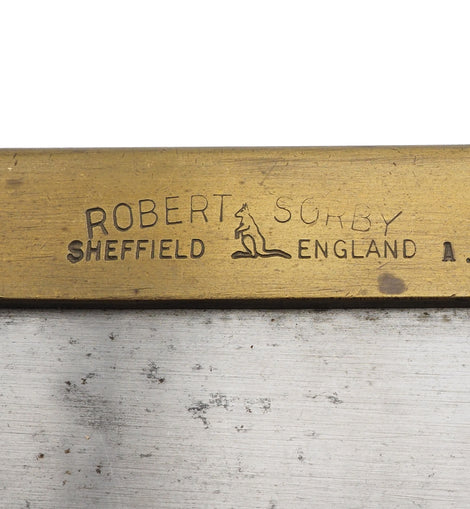 ROBERT SORBY
SHEFFIELD ENGLAND A.